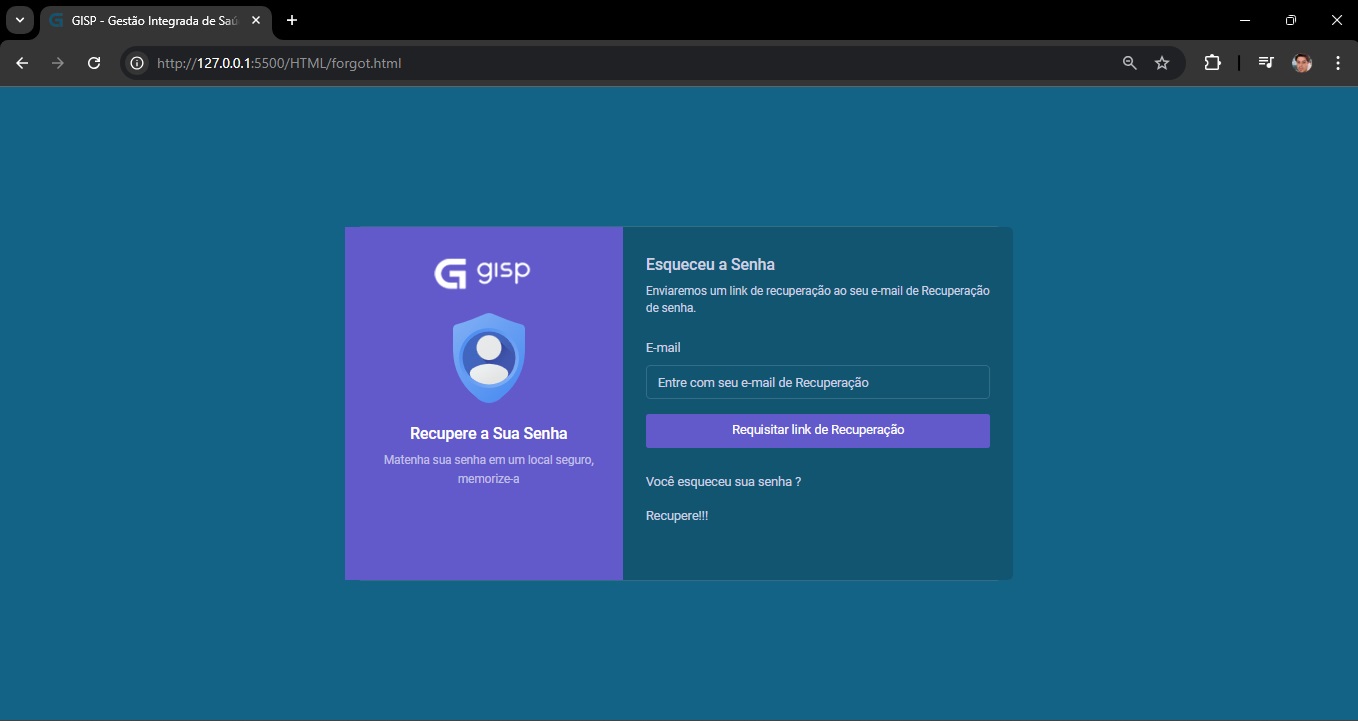 GISP - Gestão Integrada de Saú
http://127.0.0.1:5500/HTML/forgot.html
G gisp
Recupere a Sua Senha
Matenha sua senha em um local seguro,
memorize-a
Esqueceu a Senha
Enviaremos um link de recuperação ao seu e-mail de Recuperação
de senha.
E-mail
Entre com seu e-mail de Recuperação
Requisitar link de Recuperação
Você esqueceu sua senha ?
Recupere!!!